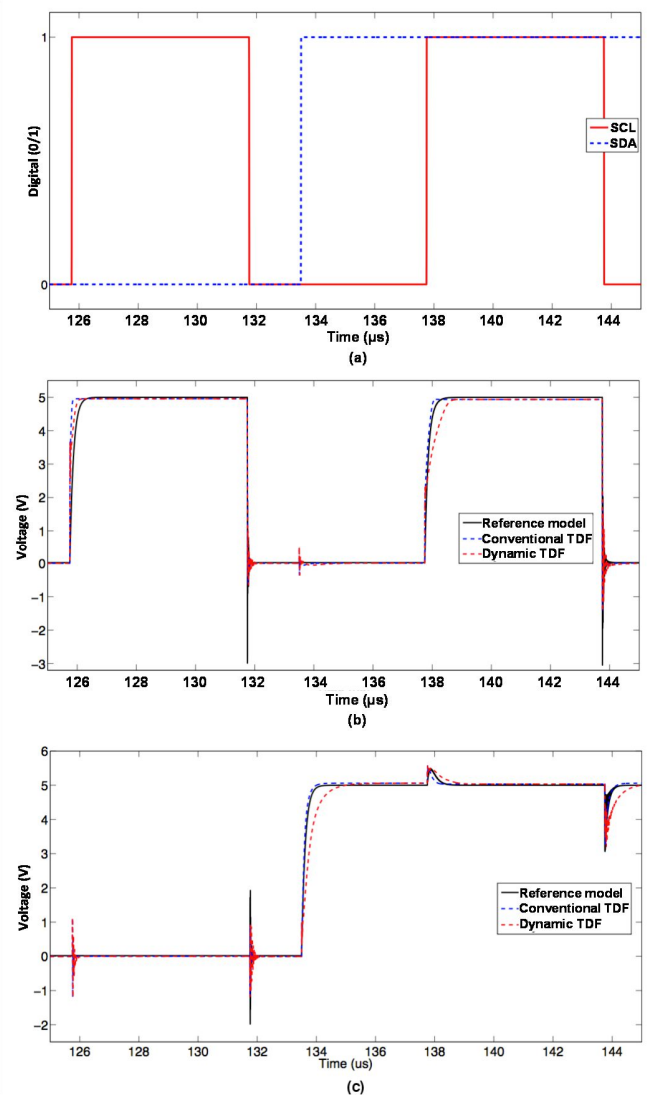 1
Digital (0/1)
SCL
SDA
0
126 128 130 132 134 136 138 140 142 144
Time (µs)
(a)
5
4
3
2
1
0
−1
−2
−3
Voltage (V)
Reference model
Conventional TDF
Dynamic TDF
126 128 130 132 134 136 138 140 142 144
Time (µs)
(b)
6
5
4
3
2
1
0
−1
−2
Voltage (V)
Reference model
Conventional TDF
Dynamic TDF
126 128 130 132 134 136 138 140 142 144
Time (us)
(c)